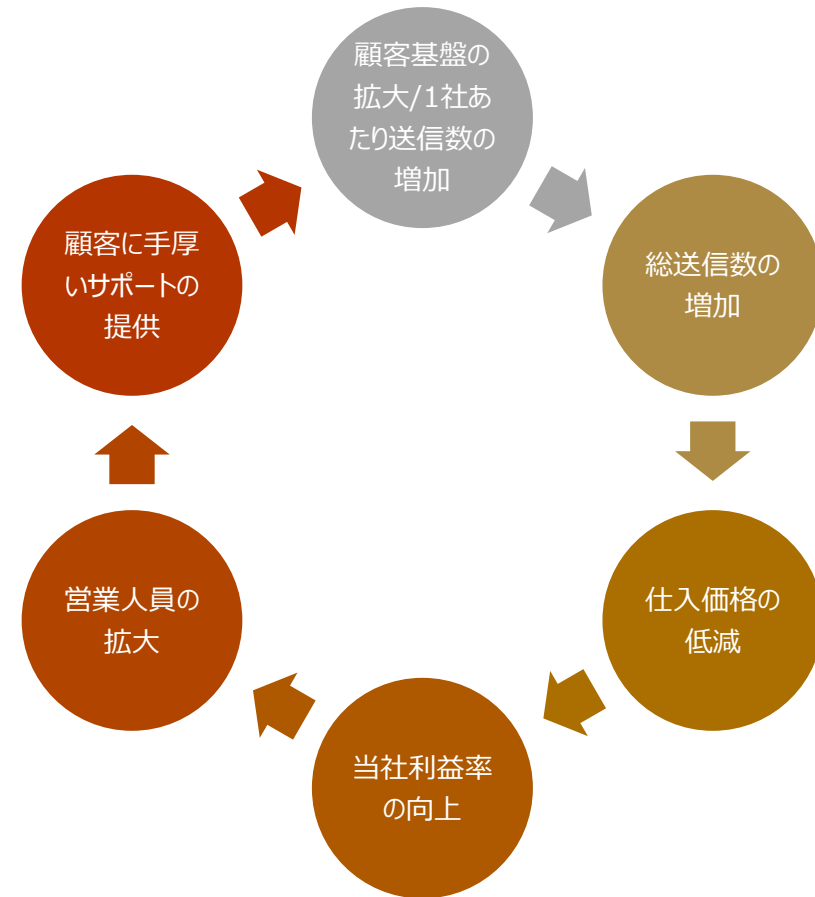 顧客基盤の
拡大/1社あ
たり送信数の
増加
総送信数の
増加
仕入価格の
低減
当社利益率
の向上
営業人員の
拡大
顧客に手厚
いサポートの
提供